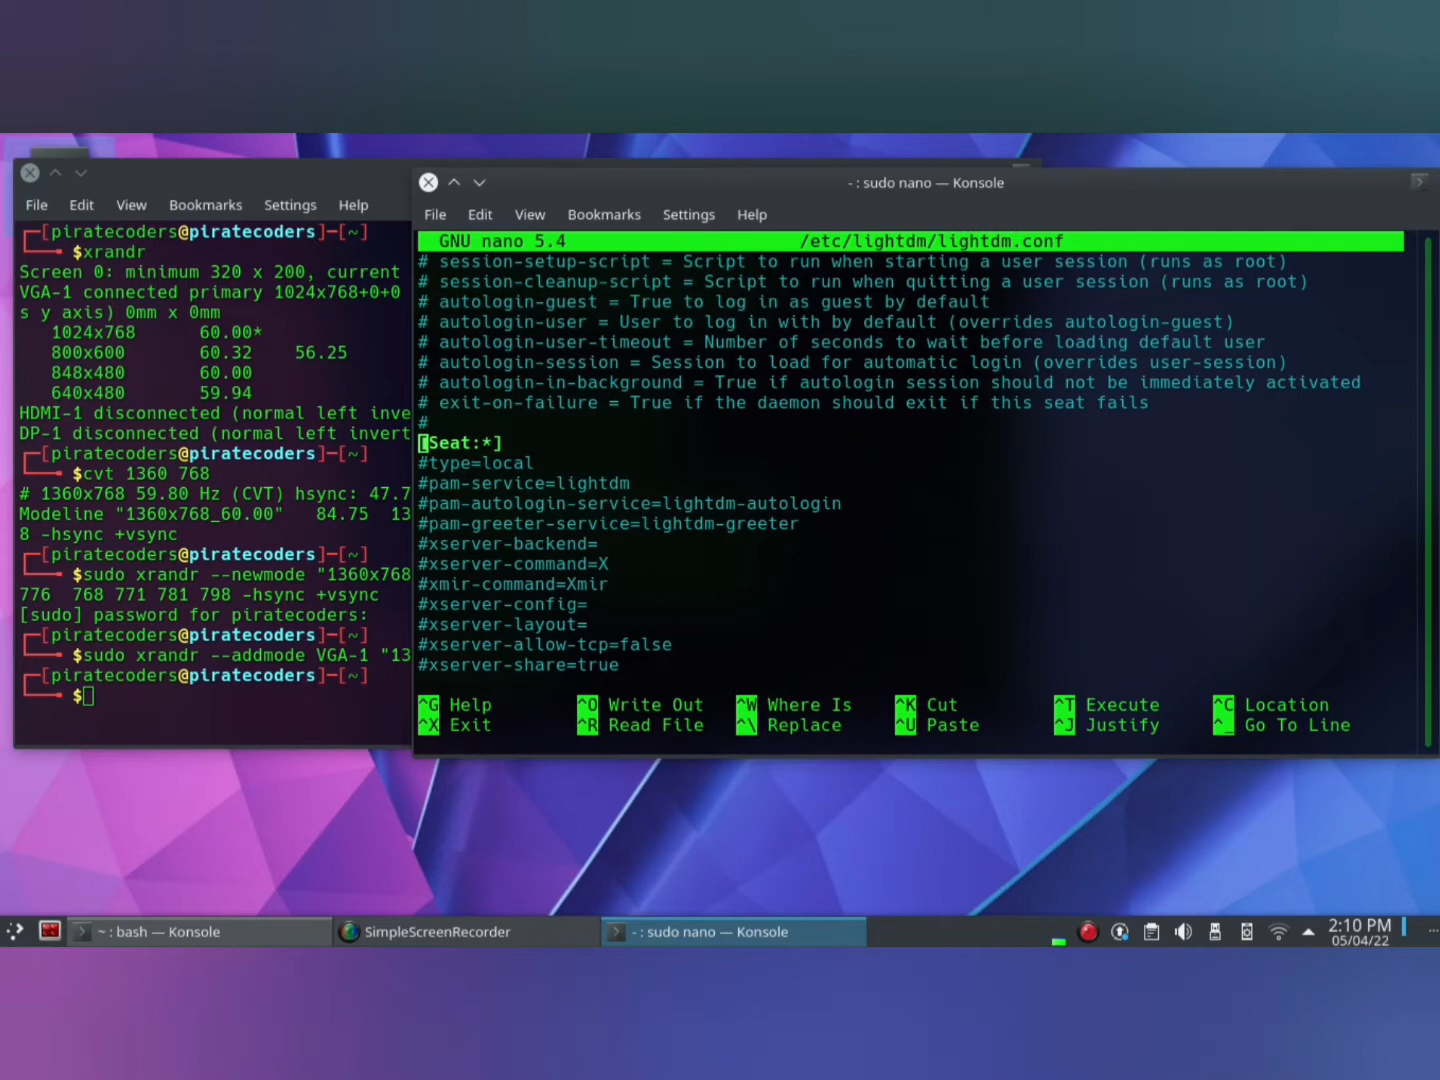 File Edit View Bookmarks Settings Help
┌─[piratecoders@piratecoders]─[~]
└──╼ $xrandr
Screen 0: minimum 320 x 200, current
VGA-1 connected primary 1024x768+0+0
s y axis) 0mm x 0mm
1024x768 60.00*
800x600 60.32 56.25
848x480 60.00
640x480 59.94
HDMI-1 disconnected (normal left inve
DP-1 disconnected (normal left invert
┌─[piratecoders@piratecoders]─[~]
└──╼ $cvt 1360 768
# 1360x768 59.80 Hz (CVT) hsync: 47.7
Modeline "1360x768_60.00" 84.75 13
8 -hsync +vsync
┌─[piratecoders@piratecoders]─[~]
└──╼ $sudo xrandr --newmode "1360x768
776 768 771 781 798 -hsync +vsync
[sudo] password for piratecoders:
┌─[piratecoders@piratecoders]─[~]
└──╼ $sudo xrandr --addmode VGA-1 "13
┌─[piratecoders@piratecoders]─[~]
└──╼ $
- : sudo nano — Konsole
File Edit View Bookmarks Settings Help
GNU nano 5.4 /etc/lightdm/lightdm.conf
# session-setup-script = Script to run when starting a user session (runs as root)
# session-cleanup-script = Script to run when quitting a user session (runs as root)
# autologin-guest = True to log in as guest by default
# autologin-user = User to log in with by default (overrides autologin-guest)
# autologin-user-timeout = Number of seconds to wait before loading default user
# autologin-session = Session to load for automatic login (overrides user-session)
# autologin-in-background = True if autologin session should not be immediately activated
# exit-on-failure = True if the daemon should exit if this seat fails
#
[Seat:*]
#type=local
#pam-service=lightdm
#pam-autologin-service=lightdm-autologin
#pam-greeter-service=lightdm-greeter
#xserver-backend=
#xserver-command=X
#xmir-command=Xmir
#xserver-config=
#xserver-layout=
#xserver-allow-tcp=false
#xserver-share=true
^G Help ^O Write Out ^W Where Is ^K Cut ^T Execute ^C Location
^X Exit ^R Read File ^\ Replace ^U Paste ^J Justify ^_ Go To Line
~ : bash — Konsole SimpleScreenRecorder - : sudo nano — Konsole 2:10 PM
05/04/22